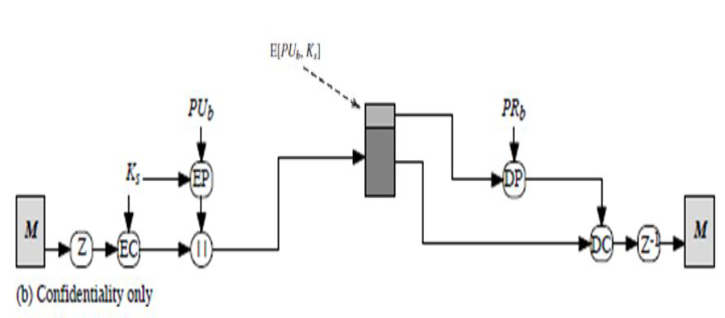 E[PU_b, K_s]
PU_b
PR_b
K_s
EP
DP
M
Z
EC
||
DC
Z⁻¹
M
(b) Confidentiality only